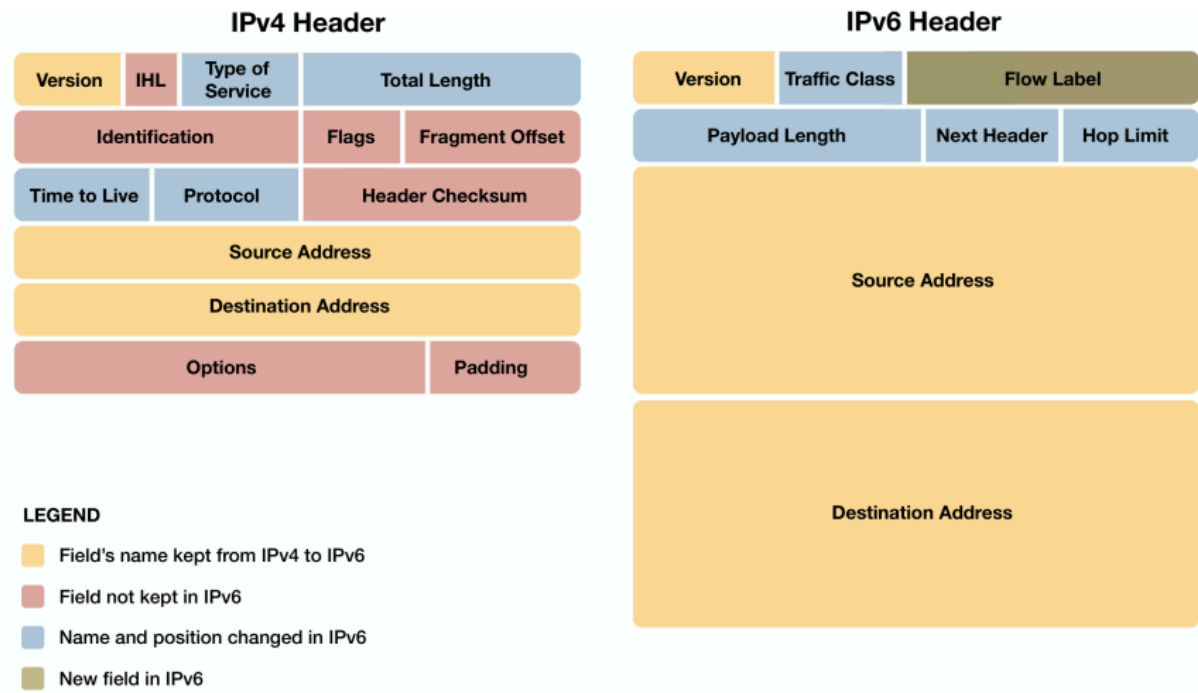 IPv4 Header
IPv6 Header
Version IHL Type of Service Total Length
Identification Flags Fragment Offset
Time to Live Protocol Header Checksum
Source Address
Destination Address
Options Padding
Version Traffic Class Flow Label
Payload Length Next Header Hop Limit
Source Address
Destination Address
LEGEND
Field's name kept from IPv4 to IPv6
Field not kept in IPv6
Name and position changed in IPv6
New field in IPv6